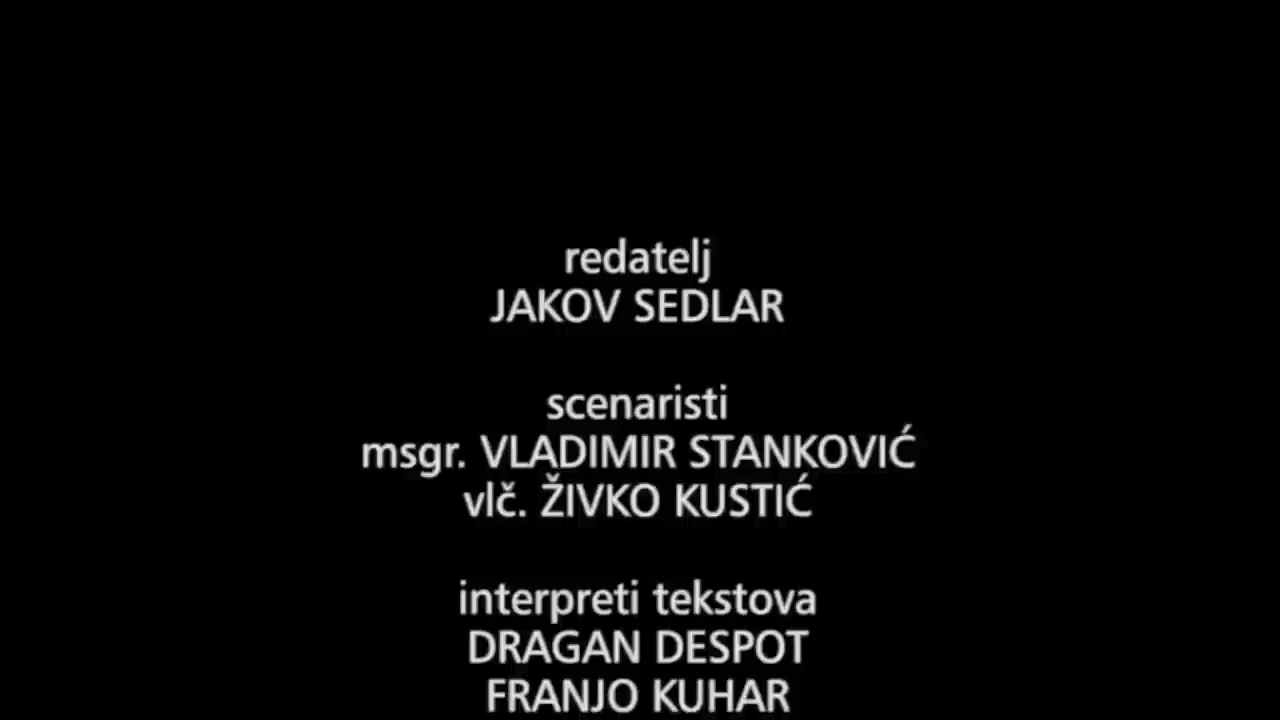 redatelj
JAKOV SEDLAR
scenaristi
msgr. VLADIMIR STANKOVIĆ
vlč. ŽIVKO KUSTIĆ
interpreti tekstova
DRAGAN DESPOT
FRANJO KUHAR